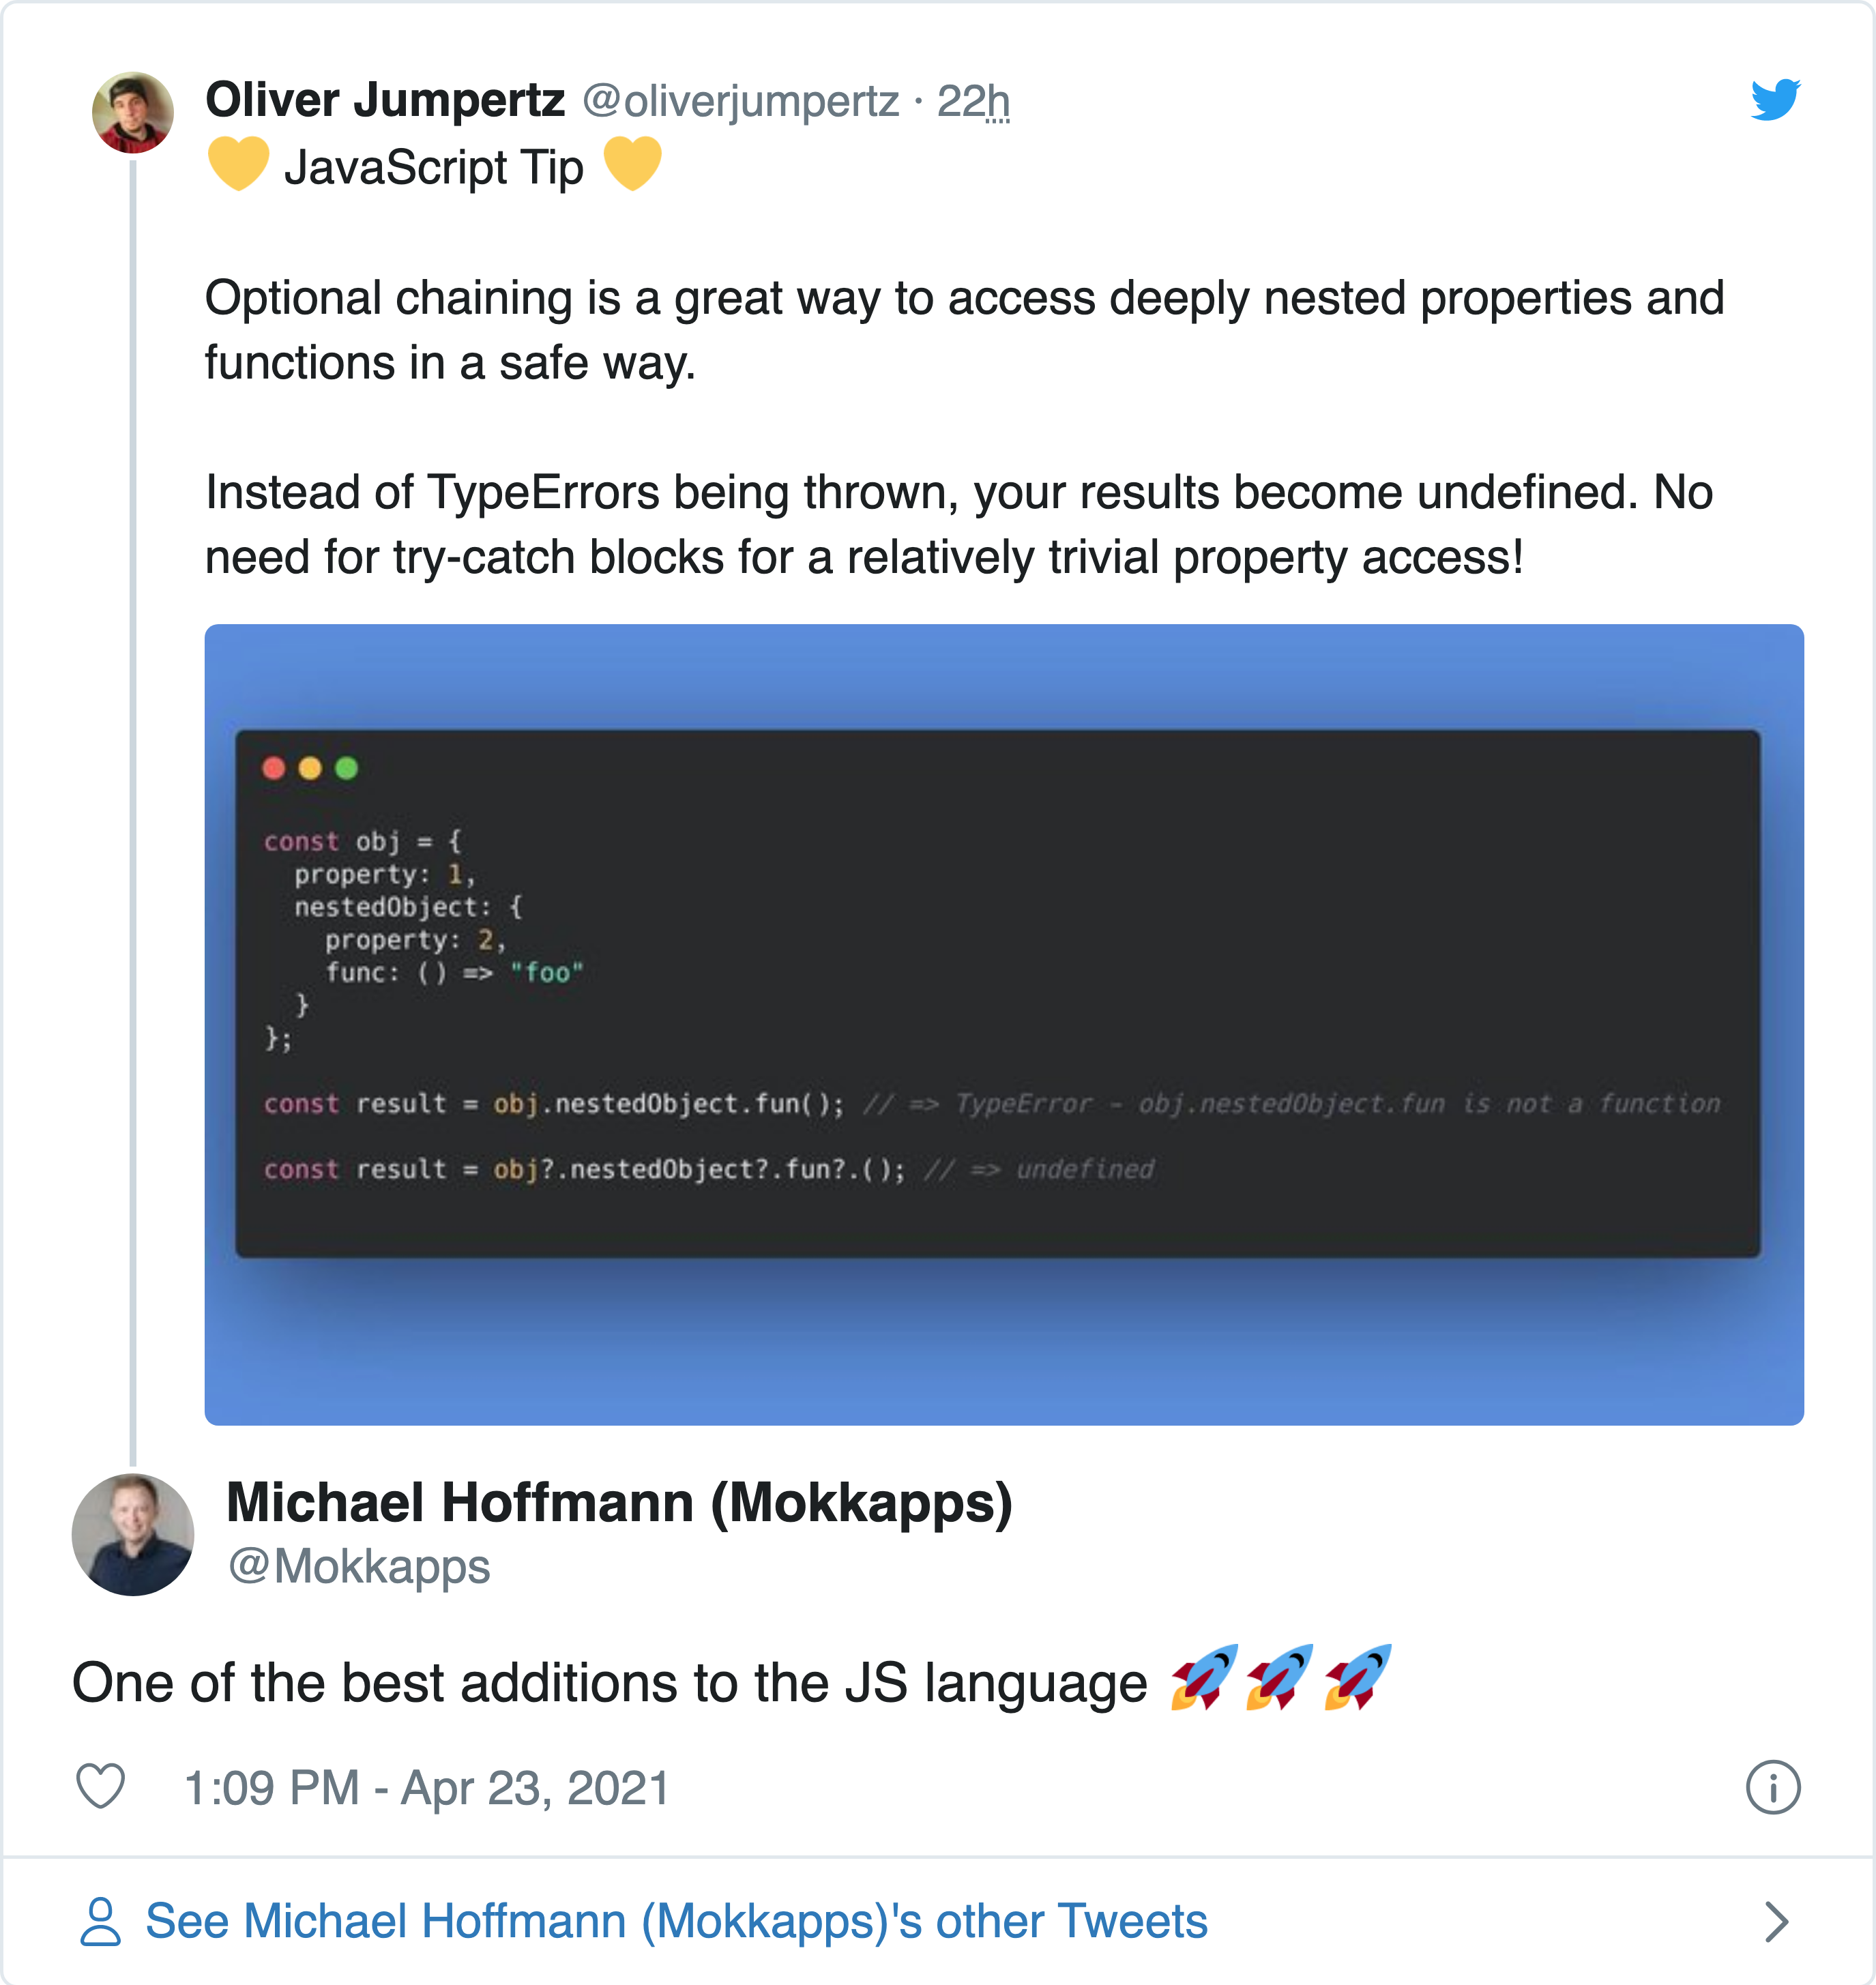 Oliver Jumpertz @oliverjumpertz · 22h
💛 JavaScript Tip 💛
Optional chaining is a great way to access deeply nested properties and
functions in a safe way.
Instead of TypeErrors being thrown, your results become undefined. No
need for try-catch blocks for a relatively trivial property access!
const obj = {
  property: 1,
  nestedObject: {
    property: 2,
    func: () => "foo"
  }
};
const result = obj.nestedObject.fun(); // => TypeError - obj.nestedObject.fun is not a function
const result = obj?.nestedObject?.fun?.(); // => undefined
Michael Hoffmann (Mokkapps)
@Mokkapps
One of the best additions to the JS language 🚀🚀🚀
1:09 PM - Apr 23, 2021
See Michael Hoffmann (Mokkapps)'s other Tweets